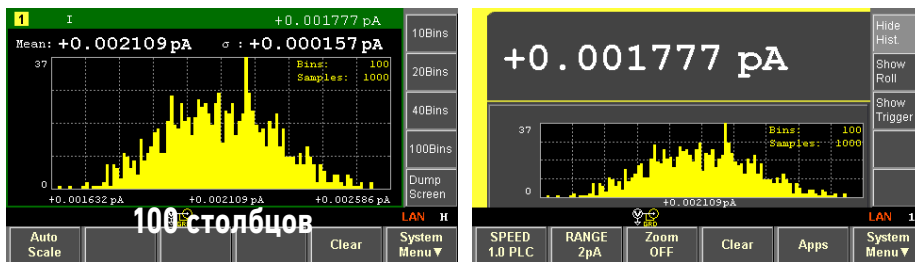 1 I +0.001777 pA
Mean: +0.002109 pA σ : +0.000157 pA
37
Bins: 100
Samples: 1000
0
+0.001632 pA +0.002109 pA +0.002586 pA
10Bins
20Bins
40Bins
100Bins
Dump
Screen
100 столбцов
LAN H
Auto
Scale
Clear
System
Menu▼
+0.001777 pA
37
Bins: 100
Samples: 1000
0
+0.002109pA
Hide
Hist.
Show
Roll
Show
Trigger
V GRD
LAN 1
SPEED
1.0 PLC
RANGE
2pA
Zoom
OFF
Clear
Apps
System
Menu▼